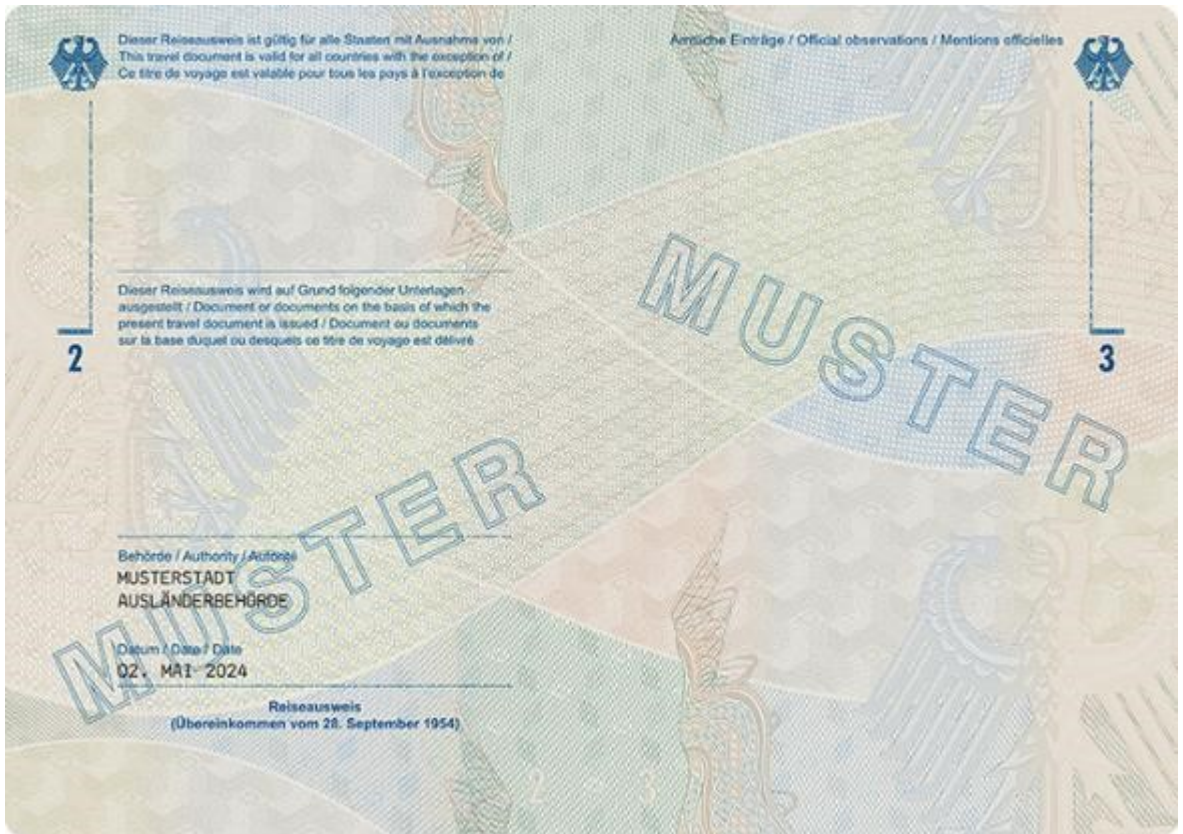 Dieser Reiseausweis ist gültig für alle Staaten mit Ausnahme von /
This travel document is valid for all countries with the exception of /
Ce titre de voyage est valable pour tous les pays à l'exception de
2
Dieser Reiseausweis wird auf Grund folgender Unterlagen
ausgestellt / Document or documents on the basis of which the
present travel document is issued / Document ou documents
sur la base duquel ou desquels ce titre de voyage est délivré
Behörde / Authority / Autorité
MUSTERSTADT
AUSLÄNDERBEHÖRDE
Datum / Date / Date
02. MAI 2024
Reiseausweis
(Übereinkommen vom 28. September 1954)
MUSTER
Amtliche Einträge / Official observations / Mentions officielles
3
MUSTER
2
3